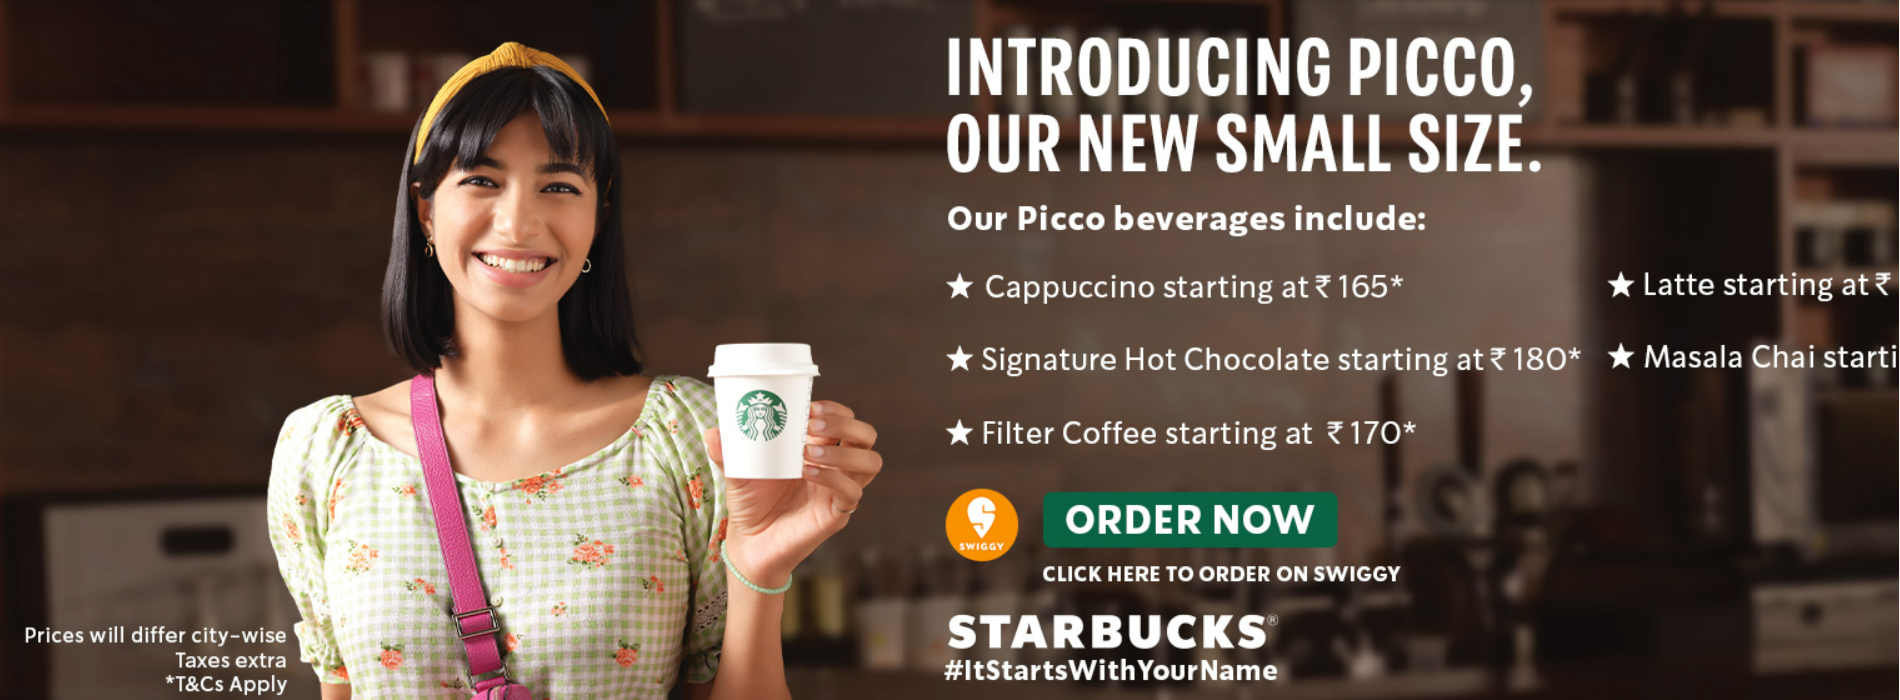 INTRODUCING PICCO,
OUR NEW SMALL SIZE.
Our Picco beverages include:
★ Cappuccino starting at ₹ 165*
★ Latte starting at ₹
★ Signature Hot Chocolate starting at ₹ 180*
★ Masala Chai starti
★ Filter Coffee starting at ₹ 170*
SWIGGY
ORDER NOW
CLICK HERE TO ORDER ON SWIGGY
STARBUCKS®
#ItStartsWithYourName
Prices will differ city-wise
Taxes extra
*T&Cs Apply